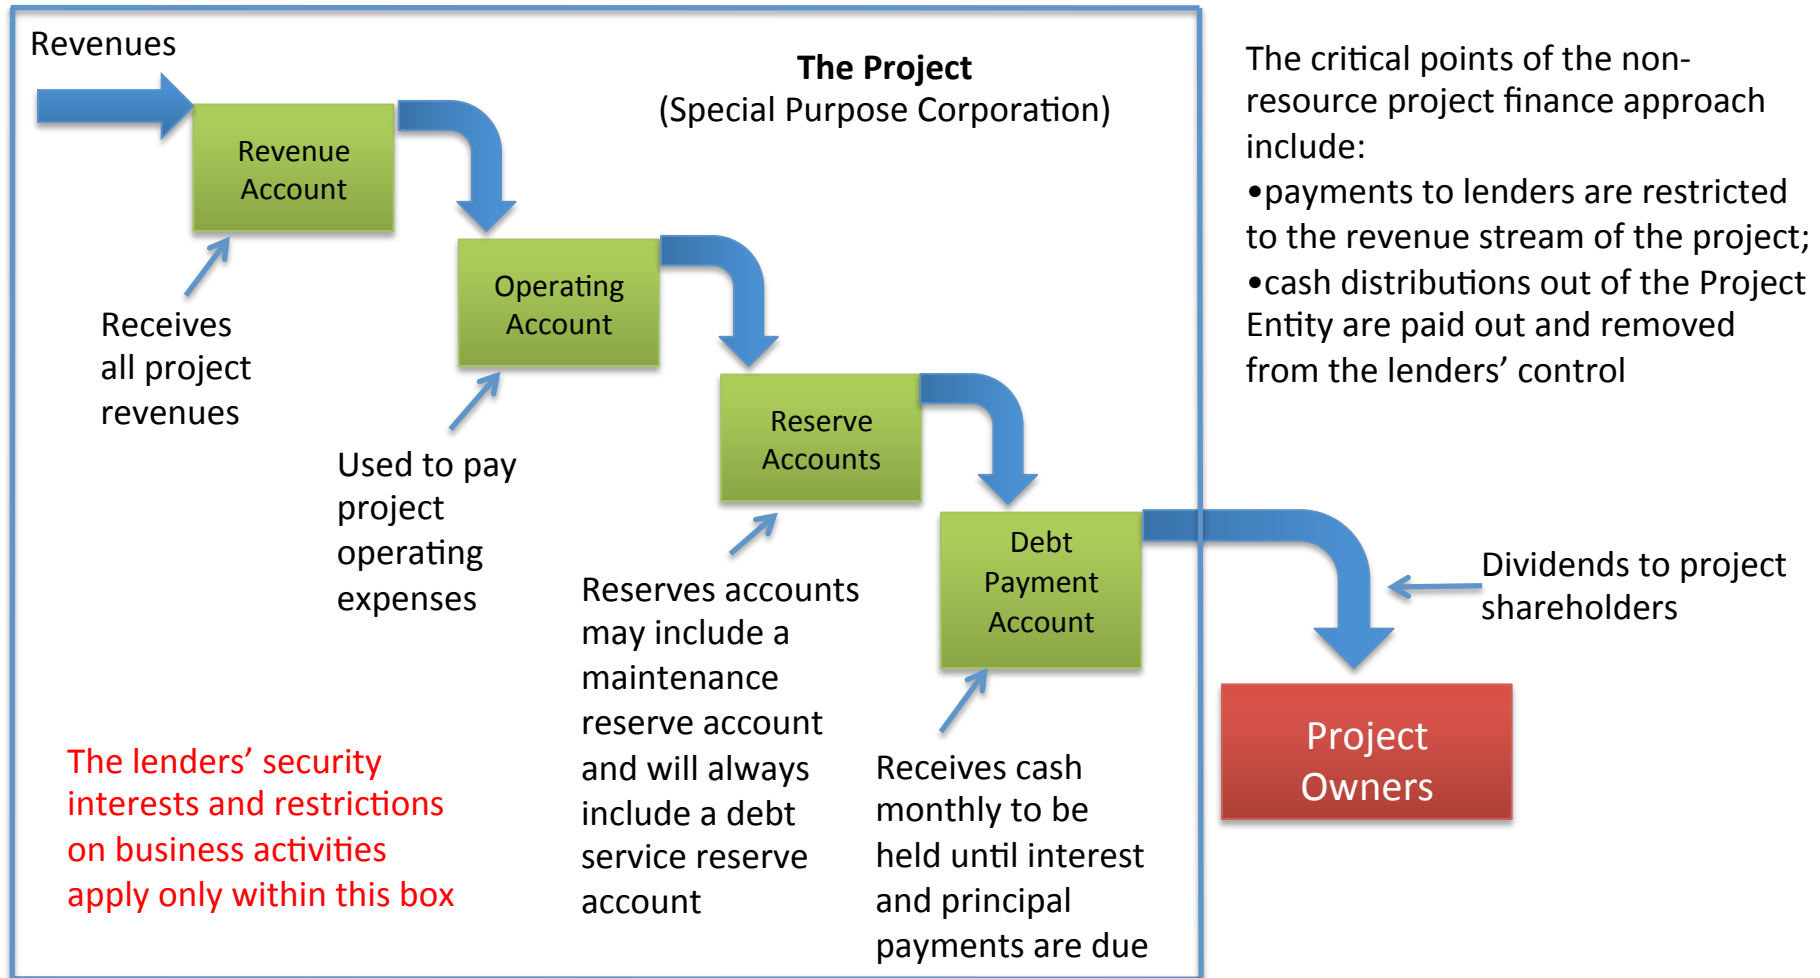 Revenues
The Project
(Special Purpose Corporation)
Revenue
Account
Receives
all project
revenues
Operating
Account
Used to pay
project
operating
expenses
Reserve
Accounts
Reserves accounts
may include a
maintenance
reserve account
and will always
include a debt
service reserve
account
Debt
Payment
Account
Receives cash
monthly to be
held until interest
and principal
payments are due
The lenders’ security
interests and restrictions
on business activities
apply only within this box
The critical points of the non-
resource project finance approach
include:
•payments to lenders are restricted
to the revenue stream of the project;
•cash distributions out of the Project
Entity are paid out and removed
from the lenders’ control
Dividends to project
shareholders
Project
Owners